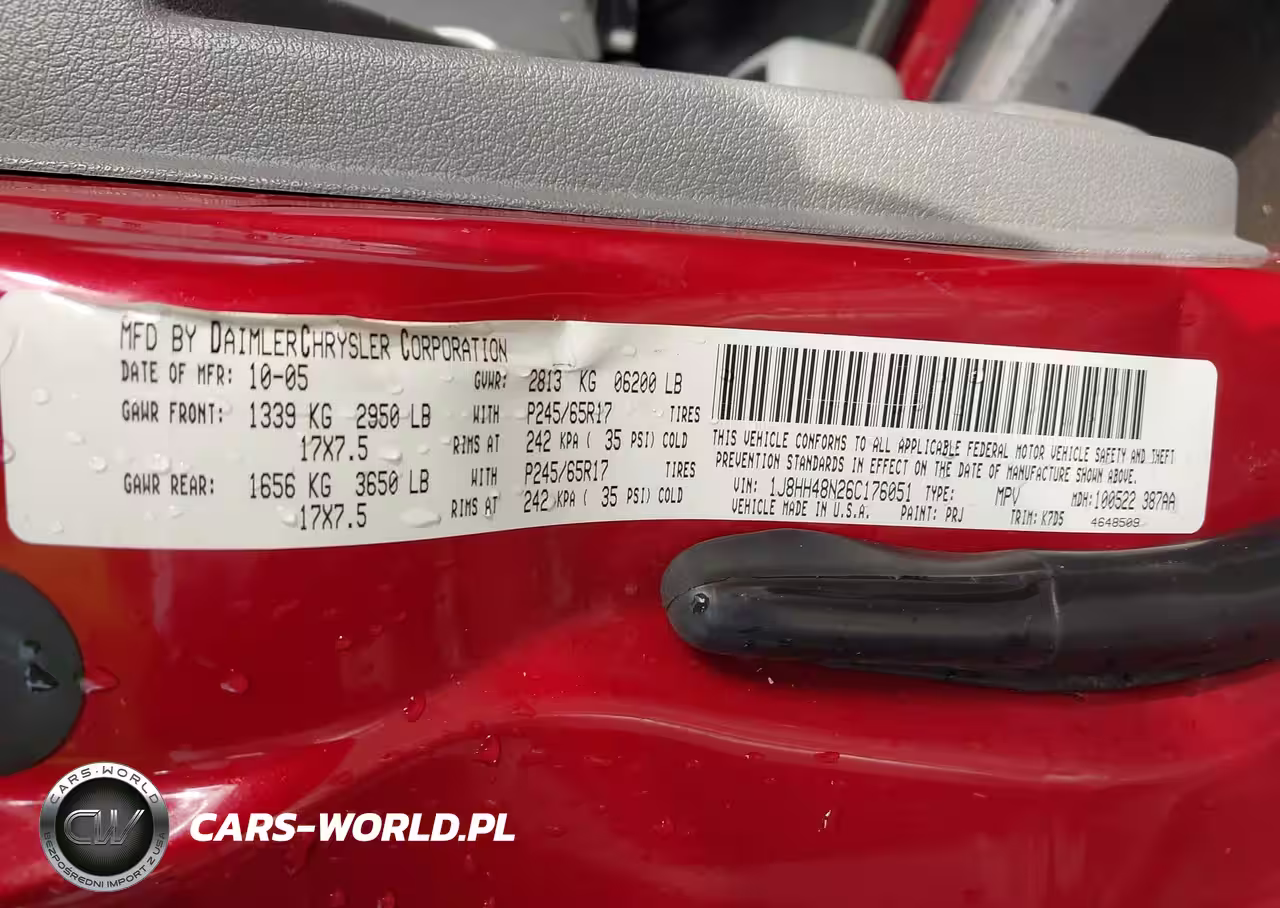 MFD BY DAIMLERCHRYSLER CORPORATION
DATE OF MFR: 10-05 GVWR: 2813 KG 06200 LB
GAWR FRONT: 1339 KG 2950 LB WITH P245/65R17 TIRES
17X7.5 RIMS AT 242 KPA ( 35 PSI) COLD
GAWR REAR: 1656 KG 3650 LB WITH P245/65R17 TIRES
17X7.5 RIMS AT 242 KPA ( 35 PSI) COLD
THIS VEHICLE CONFORMS TO ALL APPLICABLE FEDERAL MOTOR VEHICLE SAFETY AND THEFT
PREVENTION STANDARDS IN EFFECT ON THE DATE OF MANUFACTURE SHOWN ABOVE.
VIN: 1J8HH48N26C176051 TYPE: MPV MDH: 100522 387AA
VEHICLE MADE IN U.S.A. PAINT: PRJ TRIM: K7D5 4648509
CARS-WORLD
CW
BEZPOŚREDNI IMPORT Z USA
CARS-WORLD.PL